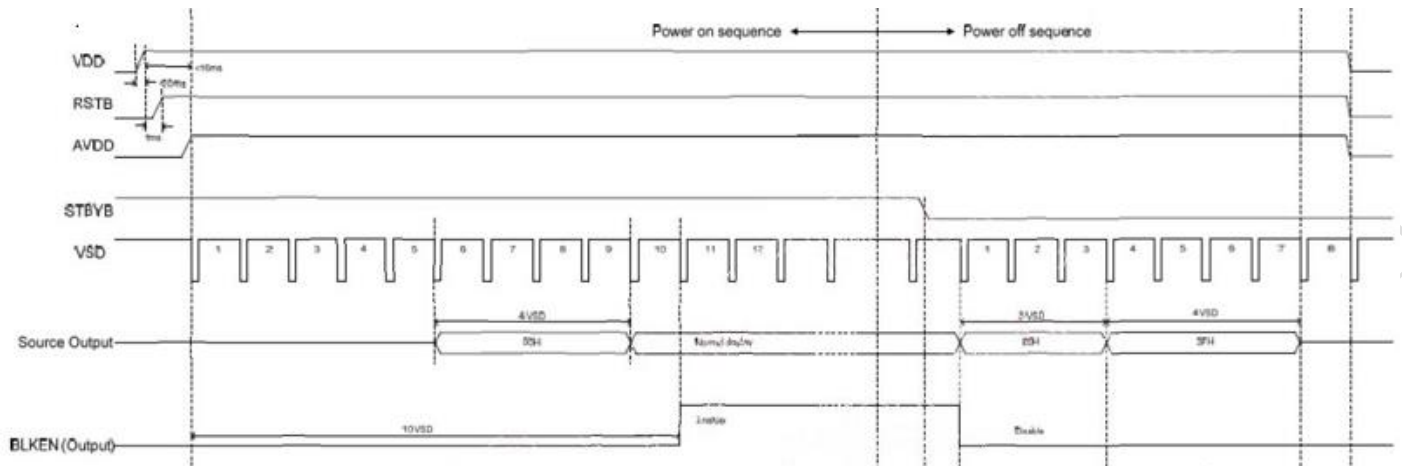 Power on sequence
Power off sequence
VDD
<10ms
RSTB
AVDD
STBYB
VSD
1 2 3 4 5 6 7 8 9 10 11 12 1 2 3 4 5 6 7 8
4VSD
3VSD
4VSD
Source Output
Normal display
10VSD
Disable
BLKEN (Output)